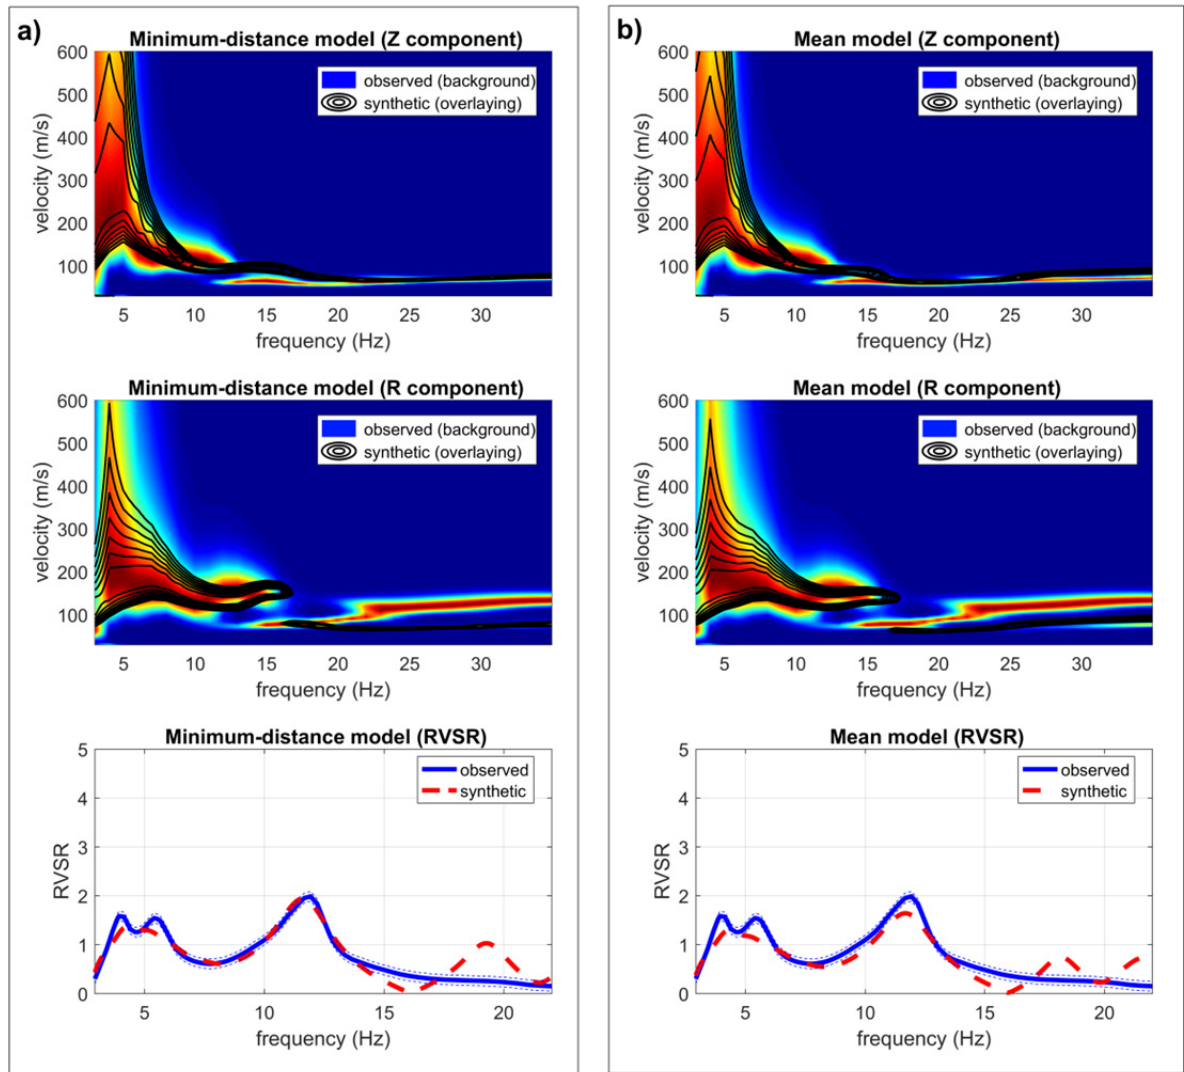 a)
Minimum-distance model (Z component)
600
500
400
300
200
100
velocity (m/s)
observed (background)
synthetic (overlaying)
5 10 15 20 25 30
frequency (Hz)
Minimum-distance model (R component)
600
500
400
300
200
100
velocity (m/s)
observed (background)
synthetic (overlaying)
5 10 15 20 25 30
frequency (Hz)
Minimum-distance model (RVSR)
5
4
3
2
1
0
RVSR
observed
synthetic
5 10 15 20
frequency (Hz)
b)
Mean model (Z component)
600
500
400
300
200
100
velocity (m/s)
observed (background)
synthetic (overlaying)
5 10 15 20 25 30
frequency (Hz)
Mean model (R component)
600
500
400
300
200
100
velocity (m/s)
observed (background)
synthetic (overlaying)
5 10 15 20 25 30
frequency (Hz)
Mean model (RVSR)
5
4
3
2
1
0
RVSR
observed
synthetic
5 10 15 20
frequency (Hz)